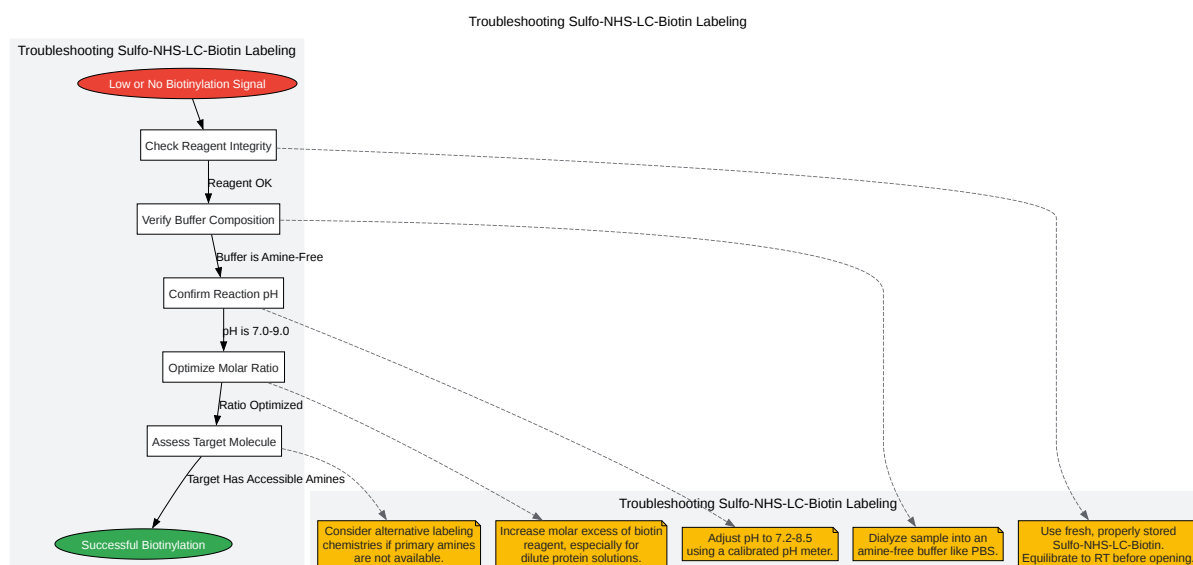 Troubleshooting Sulfo-NHS-LC-Biotin Labeling
Troubleshooting Sulfo-NHS-LC-Biotin Labeling
Low or No Biotinylation Signal
Check Reagent Integrity
Reagent OK
Verify Buffer Composition
Buffer is Amine-Free
Confirm Reaction pH
pH is 7.0-9.0
Optimize Molar Ratio
Ratio Optimized
Assess Target Molecule
Target Has Accessible Amines
Successful Biotinylation
Troubleshooting Sulfo-NHS-LC-Biotin Labeling
Consider alternative labeling
chemistries if primary amines
are not available.
Increase molar excess of biotin
reagent, especially for
dilute protein solutions.
Adjust pH to 7.2-8.5
using a calibrated pH meter.
Dialyze sample into an
amine-free buffer like PBS.
Use fresh, properly stored
Sulfo-NHS-LC-Biotin.
Equilibrate to RT before opening.